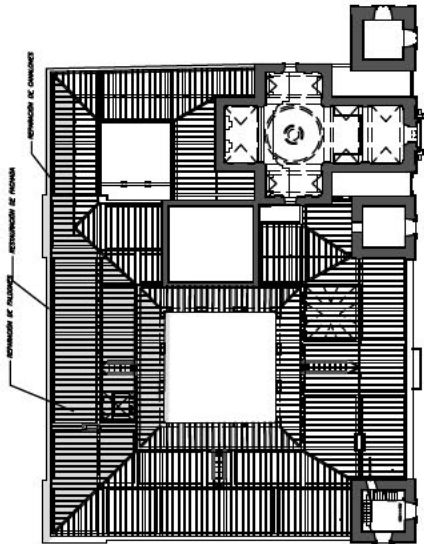 REPARACIÓN DE FALDONES
RESTAURACIÓN DE FACHADA
REPARACIÓN DE CANALONES